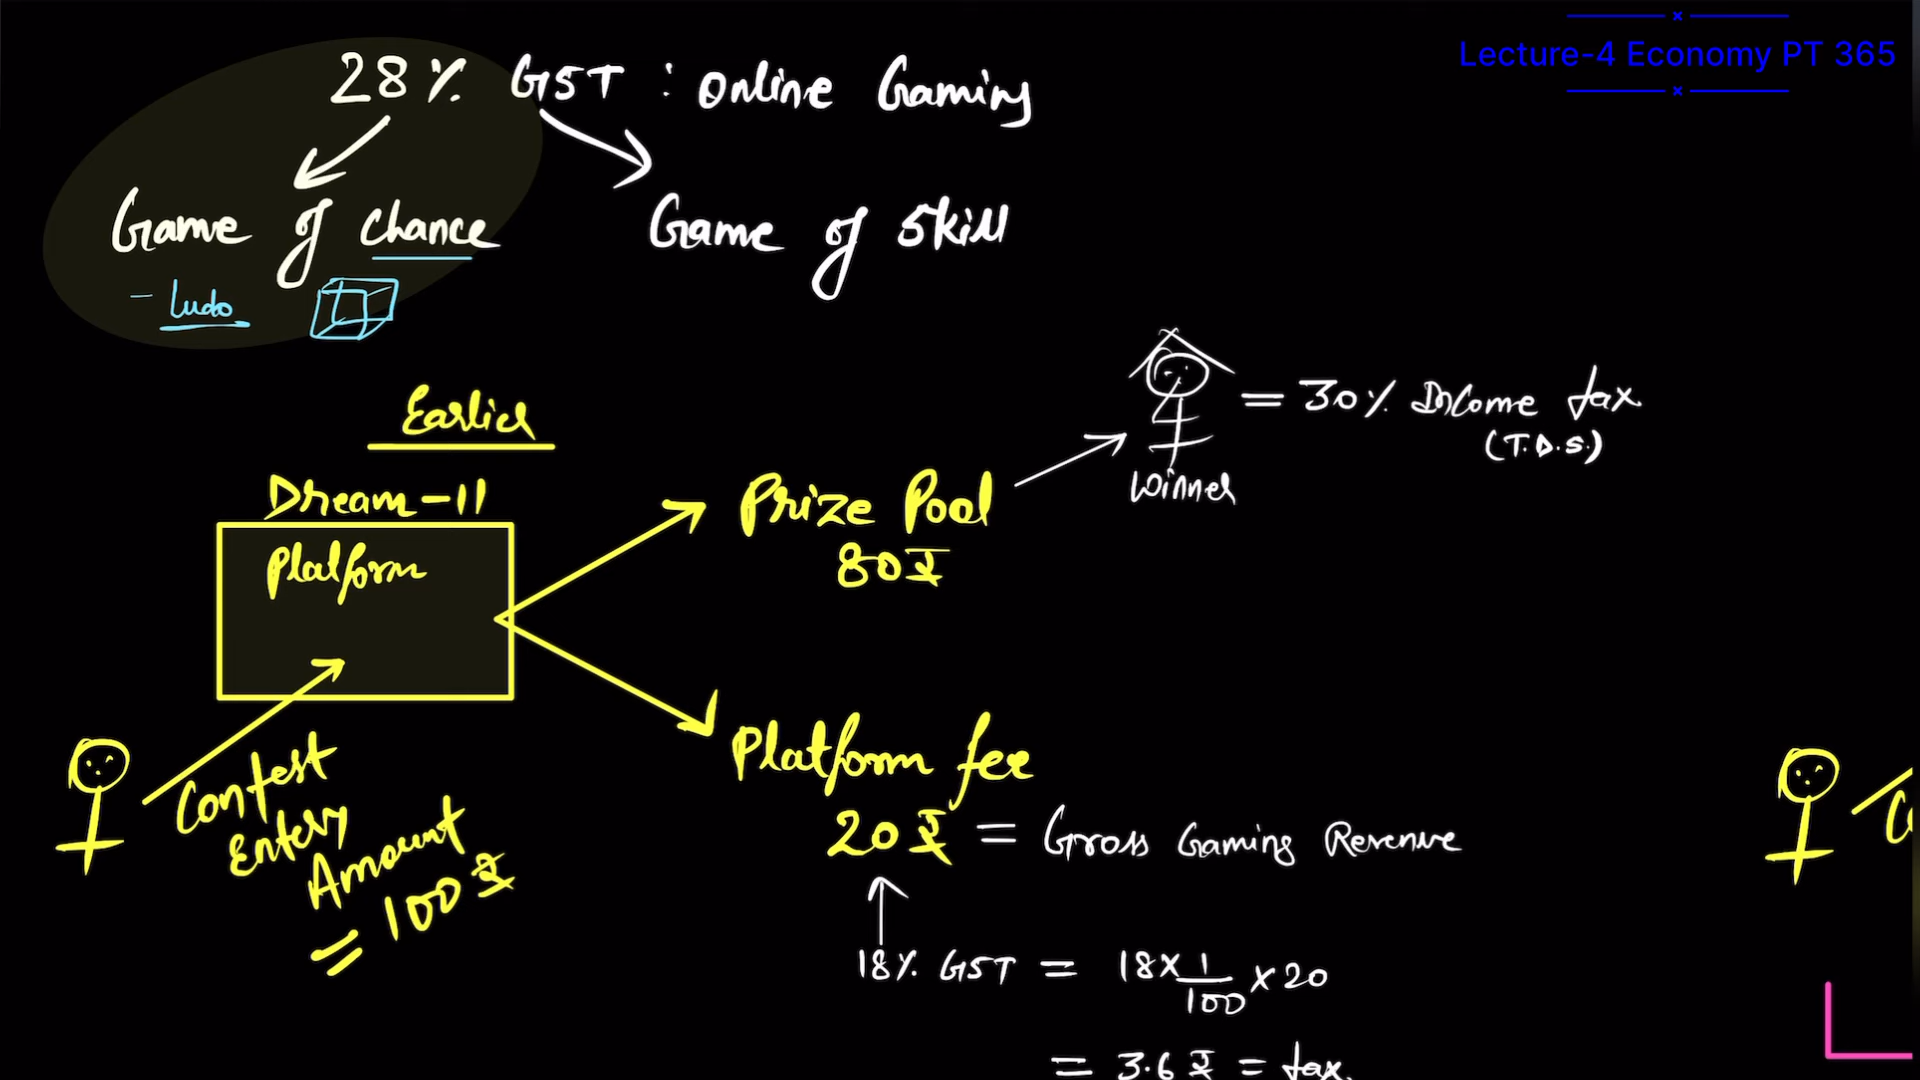 Lecture-4 Economy PT 365
28% GST : Online Gaming
Game of chance
Game of Skill
- Ludo
Earlier
= 30% Income tax
(T.D.S.)
Winner
Dream-11
Platform
Prize Pool
80₹
Platform fee
20₹ = Gross Gaming Revenue
Contest
Entry
Amount
= 100₹
18% GST = 18 × 1/100 × 20
= 3.6₹ = tax.